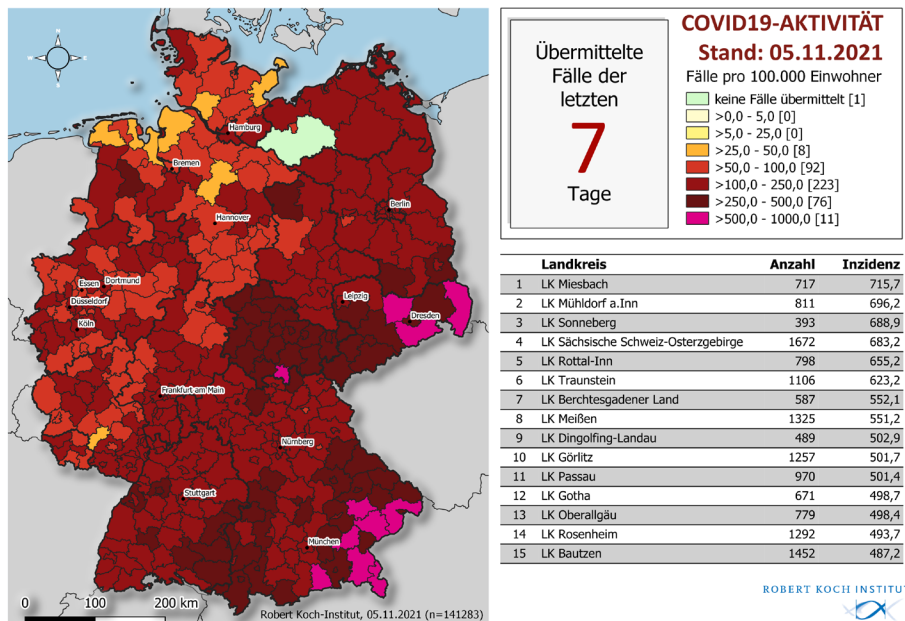 COVID19-AKTIVITÄT
Stand: 05.11.2021
Übermittelte
Fälle der
letzten
7
Tage
Fälle pro 100.000 Einwohner
keine Fälle übermittelt [1]
>0,0 - 5,0 [0]
>5,0 - 25,0 [0]
>25,0 - 50,0 [8]
>50,0 - 100,0 [92]
>100,0 - 250,0 [223]
>250,0 - 500,0 [76]
>500,0 - 1000,0 [11]
Hamburg
Bremen
Berlin
Hannover
Essen
Dortmund
Düsseldorf
Köln
Leipzig
Dresden
Frankfurt am Main
Nürnberg
Stuttgart
München
0 100 200 km
Robert Koch-Institut, 05.11.2021 (n=141283)
Landkreis Anzahl Inzidenz
1 LK Miesbach 717 715,7
2 LK Mühldorf a.Inn 811 696,2
3 LK Sonneberg 393 688,9
4 LK Sächsische Schweiz-Osterzgebirge 1672 683,2
5 LK Rottal-Inn 798 655,2
6 LK Traunstein 1106 623,2
7 LK Berchtesgadener Land 587 552,1
8 LK Meißen 1325 551,2
9 LK Dingolfing-Landau 489 502,9
10 LK Görlitz 1257 501,7
11 LK Passau 970 501,4
12 LK Gotha 671 498,7
13 LK Oberallgäu 779 498,4
14 LK Rosenheim 1292 493,7
15 LK Bautzen 1452 487,2
ROBERT KOCH INSTITUT